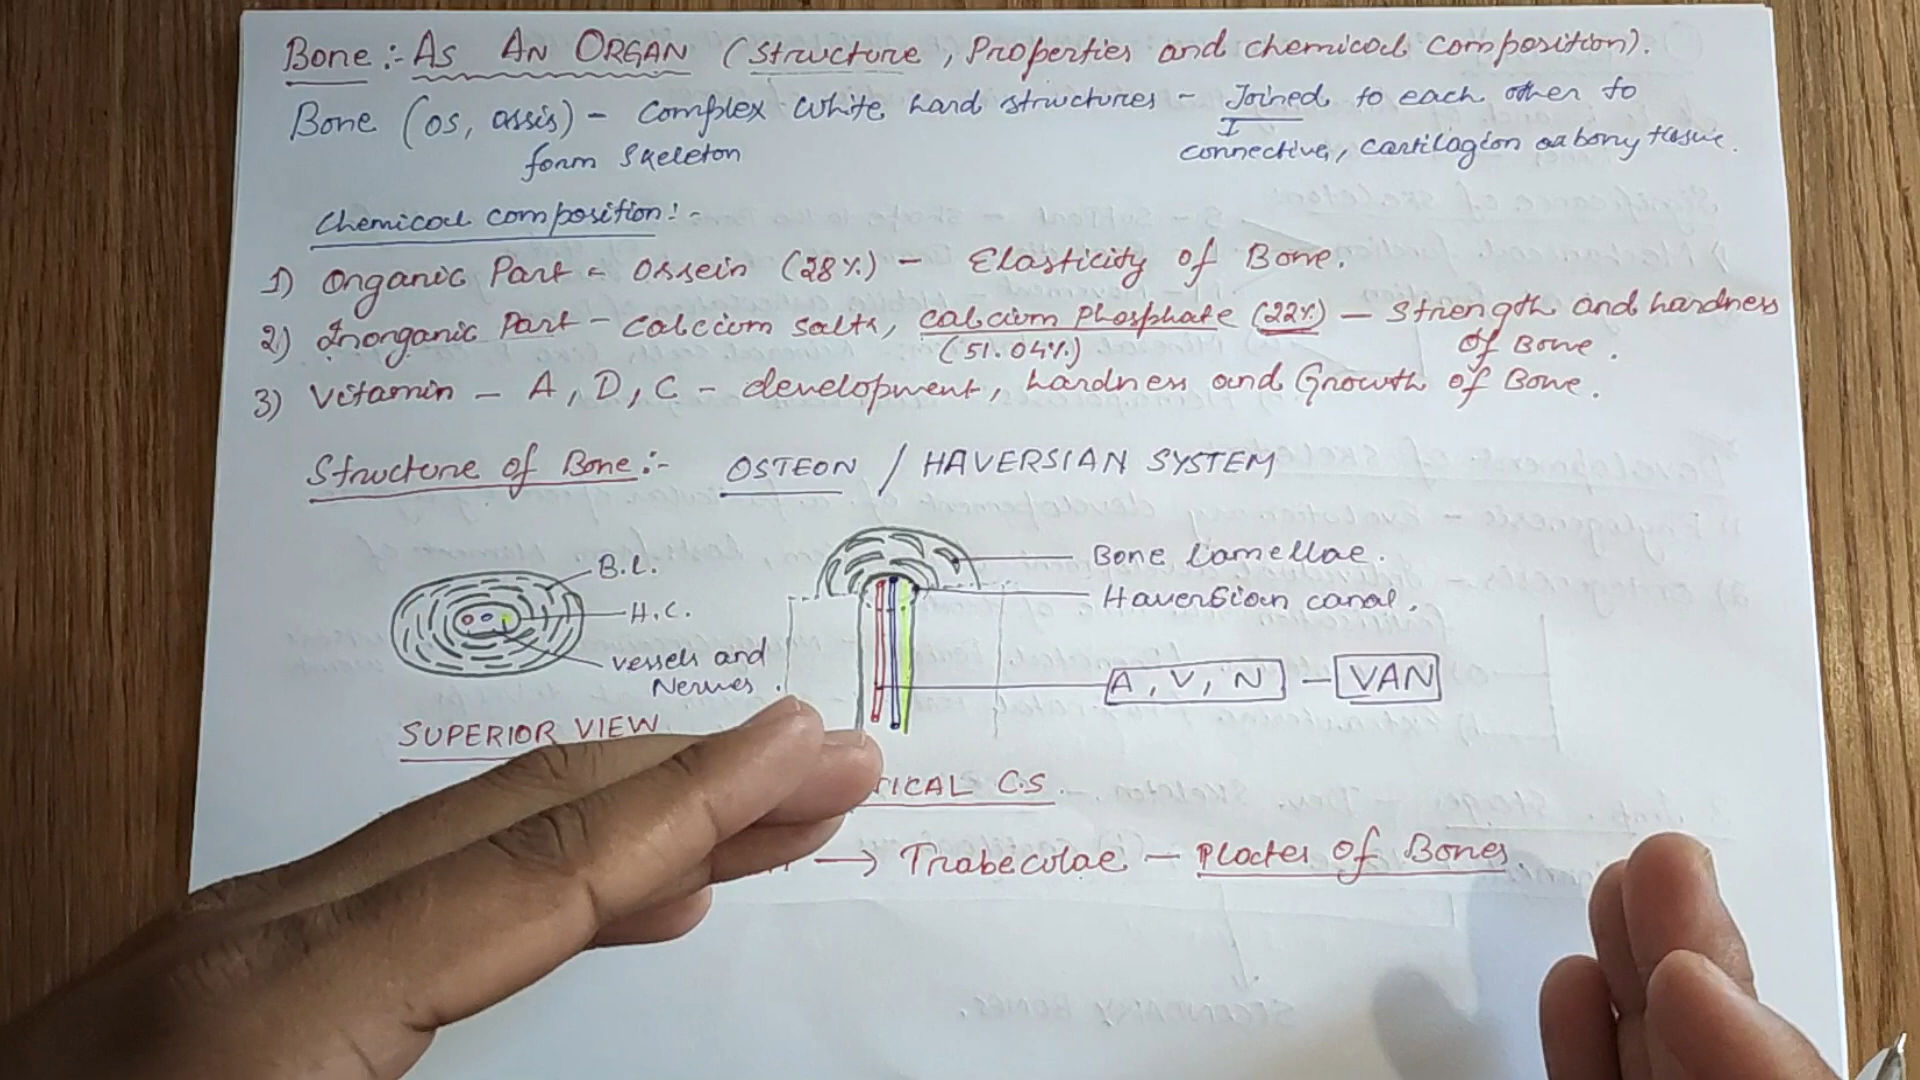 Bone :- As An ORGAN (Structure, Properties and chemical composition).
Bone (os, assis) - Complex White hard structures - Joined to each other to
form Skeleton
connective, cartilagion or bony tissue.
Chemical composition :-
1) Organic Part - Ossein (28%) - Elasticity of Bone.
2) Inorganic Part - Calcium salts, calcium Phosphate (22%) - Strength and hardness
(51.04%) of Bone.
3) Vitamin - A, D, C - development, hardness and Growth of Bone.
Structure of Bone :- OSTEON / HAVERSIAN SYSTEM
B.L.
H.C.
vessels and
Nerves.
SUPERIOR VIEW
Bone Lamellae.
Haversian canal.
A, V, N - VAN
TICAL C.S.
→ Trabeculae - Plates of Bones.